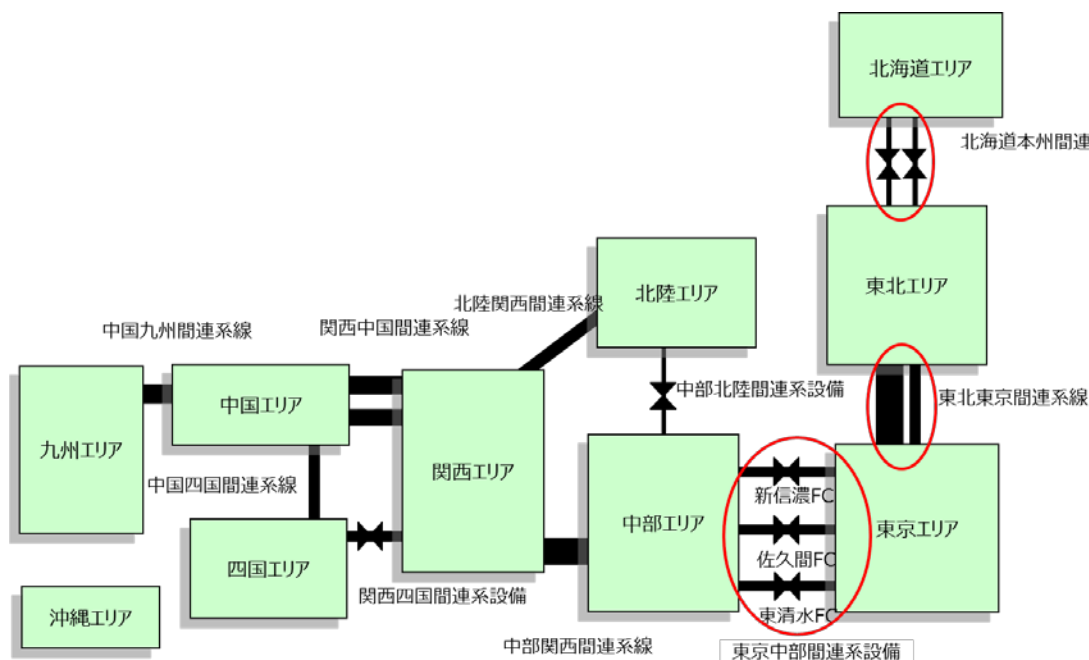 北海道エリア
北海道本州間連
東北エリア
北陸エリア
北陸関西間連系線
中国九州間連系線
関西中国間連系線
中部北陸間連系設備
東北東京間連系線
中国エリア
九州エリア
関西エリア
中国四国間連系線
新信濃FC
中部エリア
東京エリア
佐久間FC
四国エリア
関西四国間連系設備
東清水FC
沖縄エリア
中部関西間連系線
東京中部間連系設備